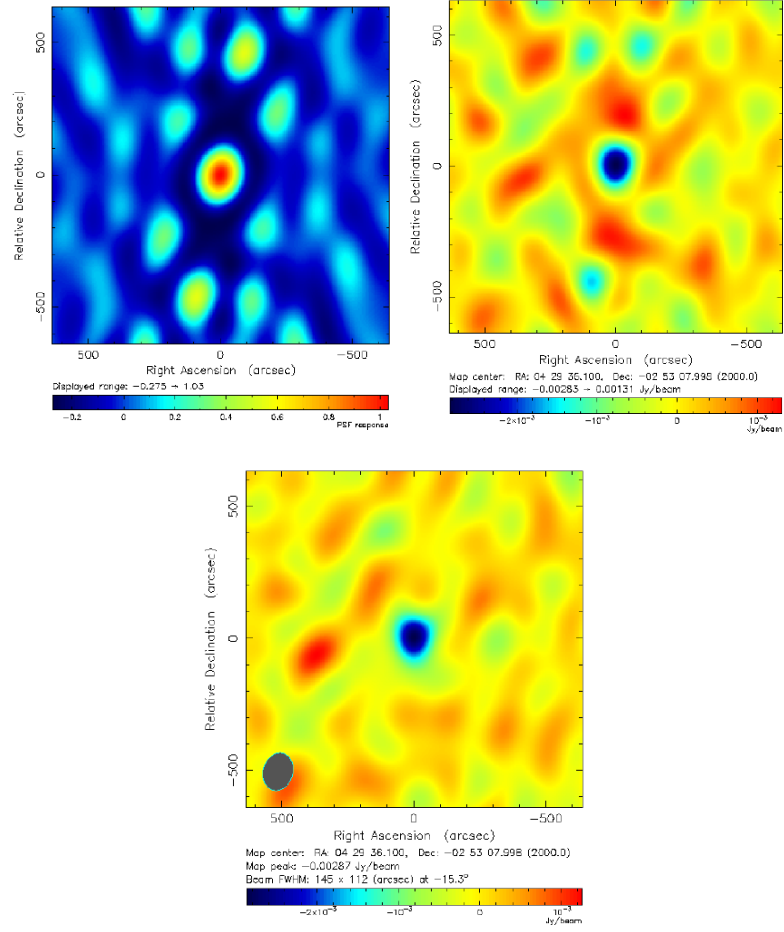 500
0
−500
Relative Declination (arcsec)
500 0 −500
Right Ascension (arcsec)
Displayed range: −0.275 → 1.03
−0.2 0 0.2 0.4 0.6 0.8 1
PSF response
500
0
−500
Relative Declination (arcsec)
500 0 −500
Right Ascension (arcsec)
Map center: RA: 04 29 36.100, Dec: −02 53 07.998 (2000.0)
Displayed range: −0.00283 → 0.00131 Jy/beam
−2×10⁻³ −10⁻³ 0 10⁻³
Jy/beam
500
0
−500
Relative Declination (arcsec)
500 0 −500
Right Ascension (arcsec)
Map center: RA: 04 29 36.100, Dec: −02 53 07.998 (2000.0)
Map peak: −0.00287 Jy/beam
Beam FWHM: 145 x 112 (arcsec) at −15.3°
−2×10⁻³ −10⁻³ 0 10⁻³
Jy/beam